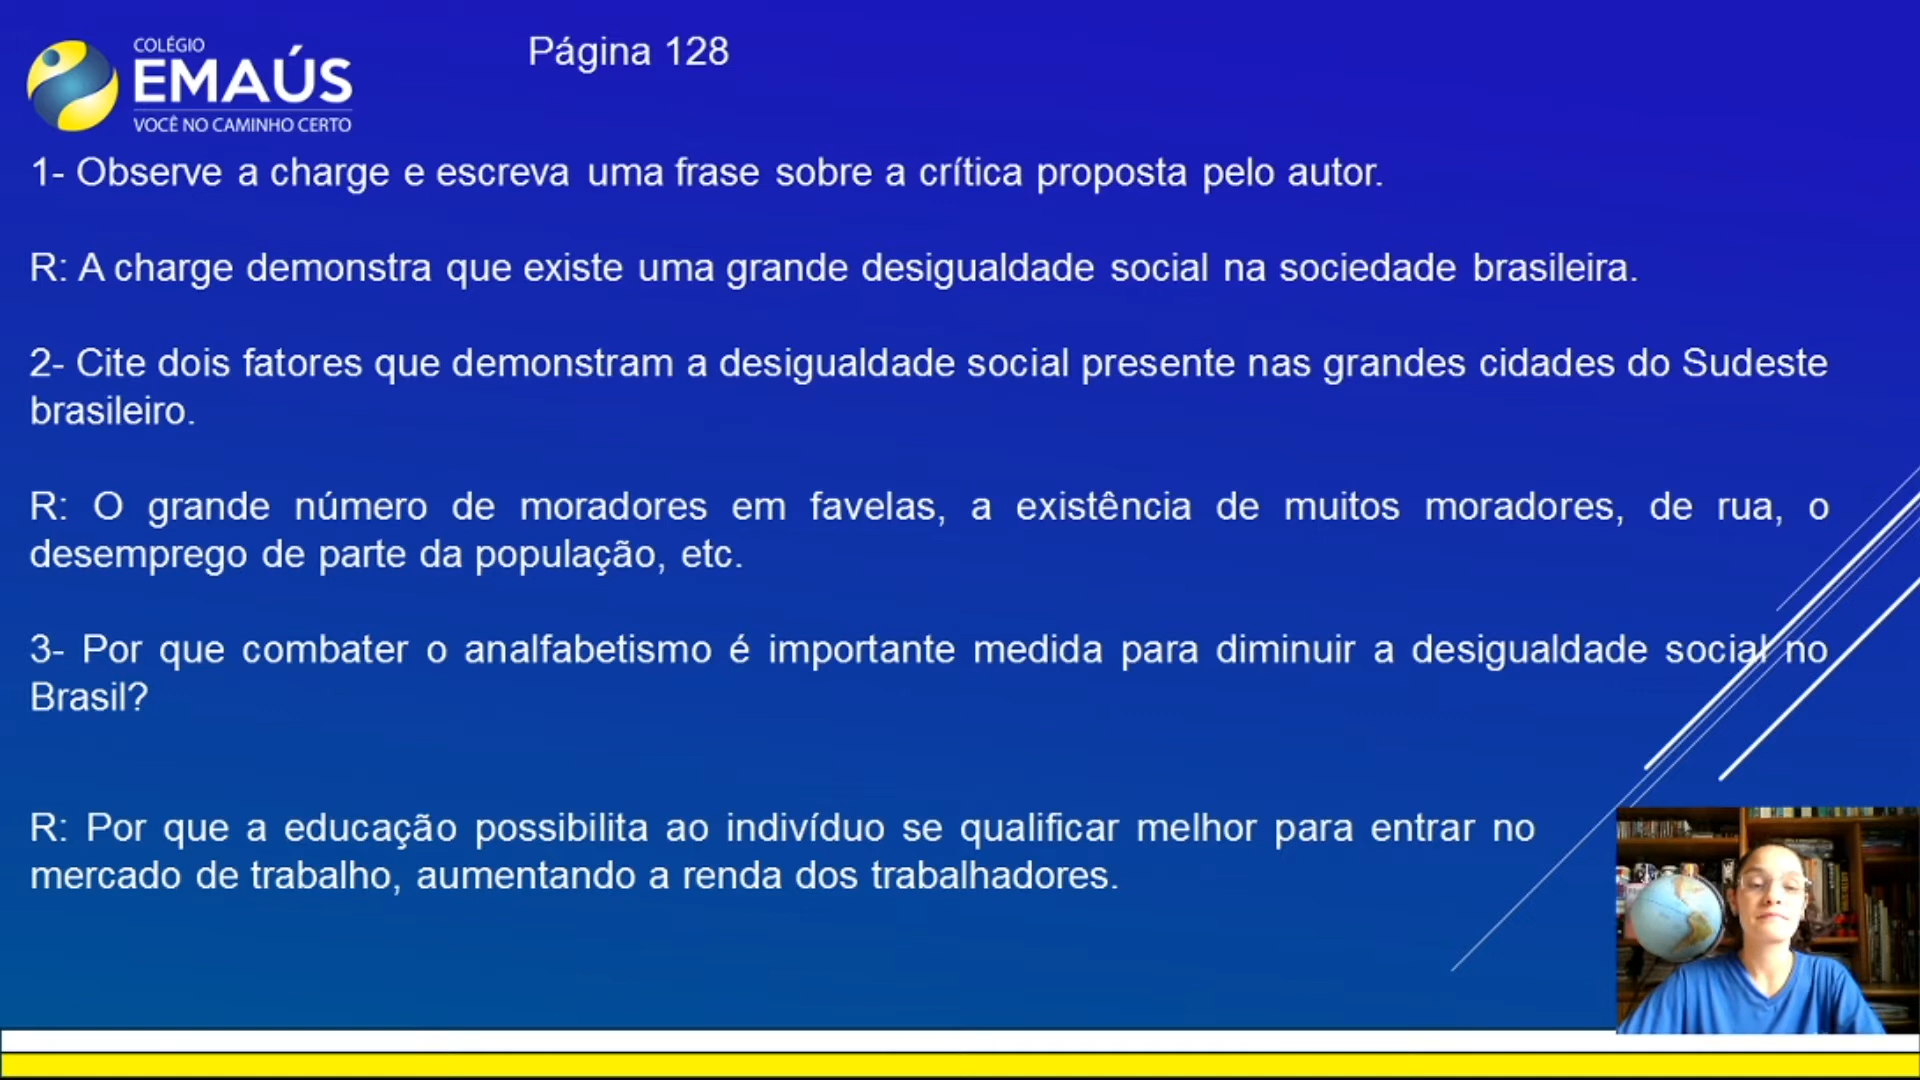 COLÉGIO
EMAÚS
VOCÊ NO CAMINHO CERTO
Página 128
1- Observe a charge e escreva uma frase sobre a crítica proposta pelo autor.
R: A charge demonstra que existe uma grande desigualdade social na sociedade brasileira.
2- Cite dois fatores que demonstram a desigualdade social presente nas grandes cidades do Sudeste
brasileiro.
R: O grande número de moradores em favelas, a existência de muitos moradores, de rua, o
desemprego de parte da população, etc.
3- Por que combater o analfabetismo é importante medida para diminuir a desigualdade social no
Brasil?
R: Por que a educação possibilita ao indivíduo se qualificar melhor para entrar no
mercado de trabalho, aumentando a renda dos trabalhadores.